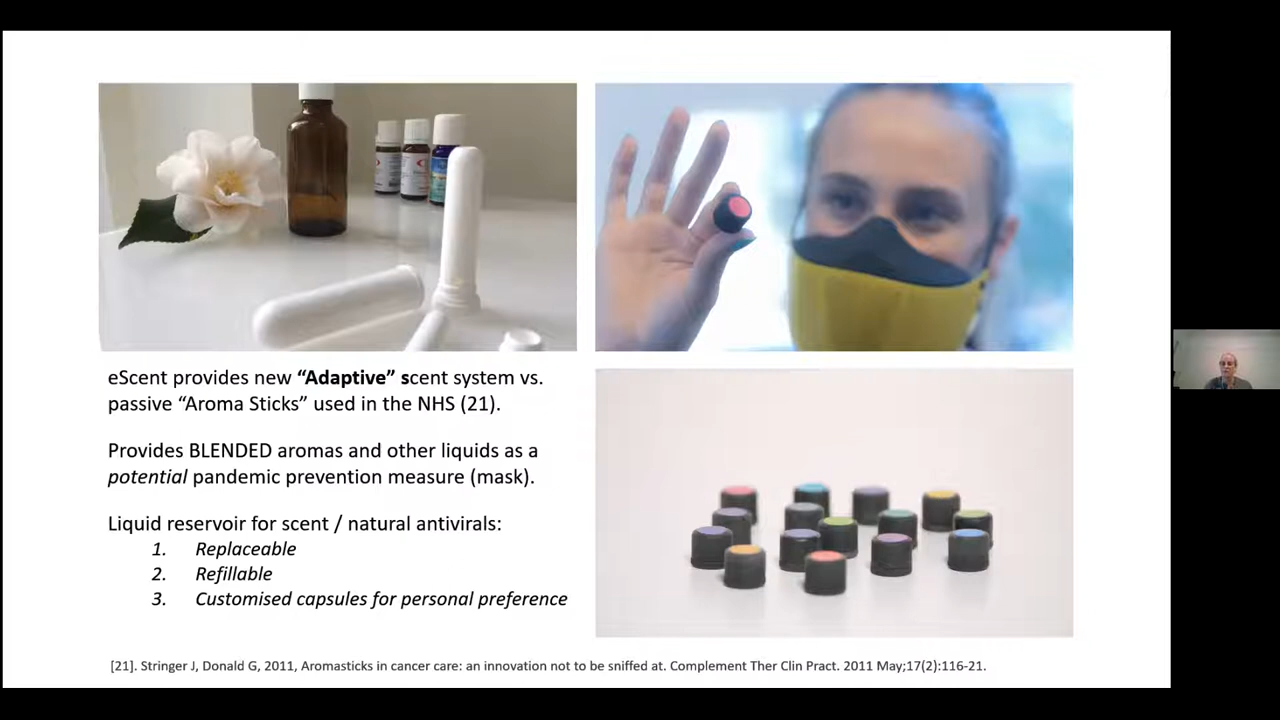 eScent provides new “Adaptive” scent system vs.
passive “Aroma Sticks” used in the NHS (21).
Provides BLENDED aromas and other liquids as a
potential pandemic prevention measure (mask).
Liquid reservoir for scent / natural antivirals:
1. Replaceable
2. Refillable
3. Customised capsules for personal preference
[21]. Stringer J, Donald G, 2011, Aromasticks in cancer care: an innovation not to be sniffed at. Complement Ther Clin Pract. 2011 May;17(2):116-21.